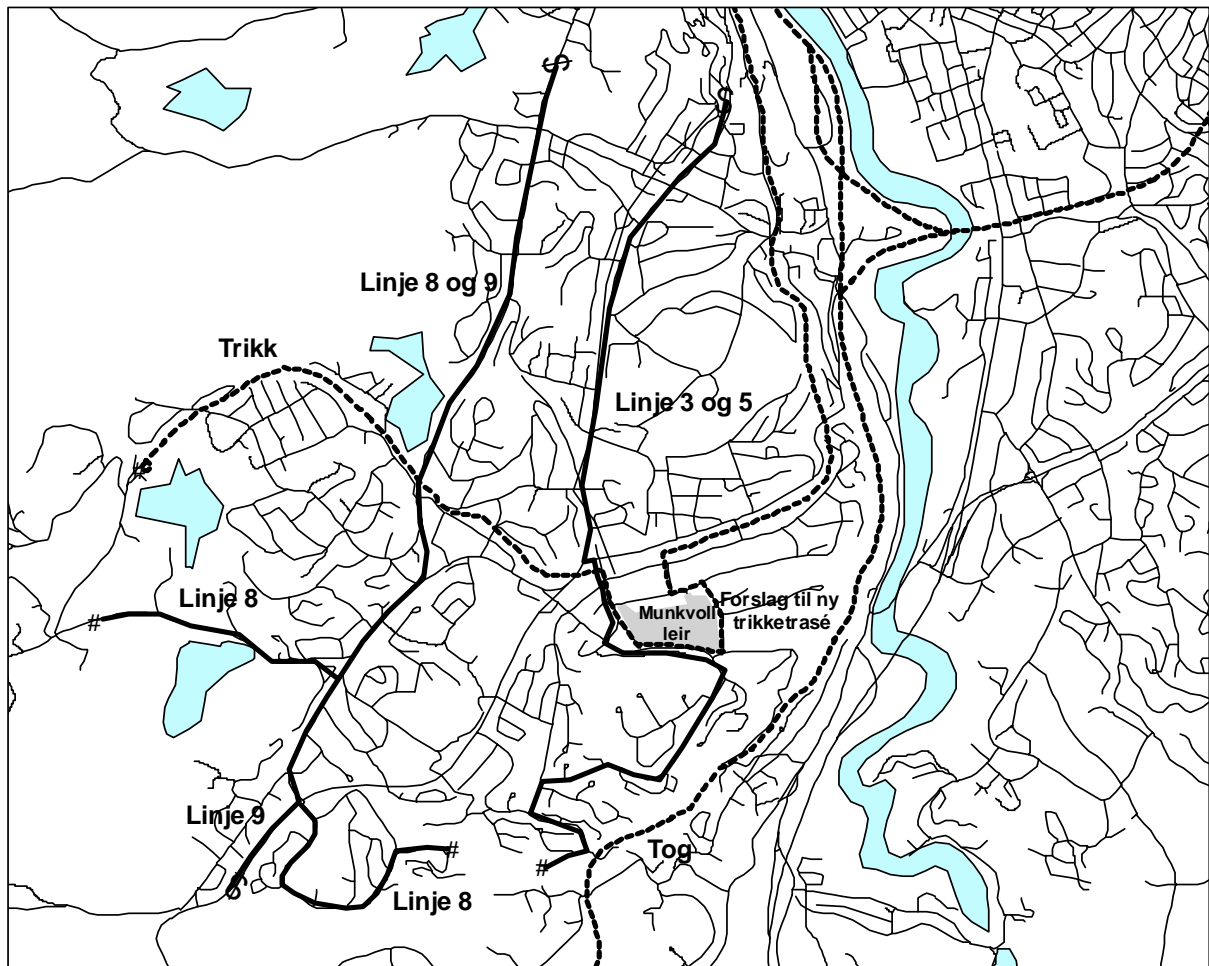 Linje 8 og 9
Trikk
Linje 3 og 5
Linje 8
Munkvoll
leir
Forslag til ny
trikketrasé
Linje 9
Tog
Linje 8